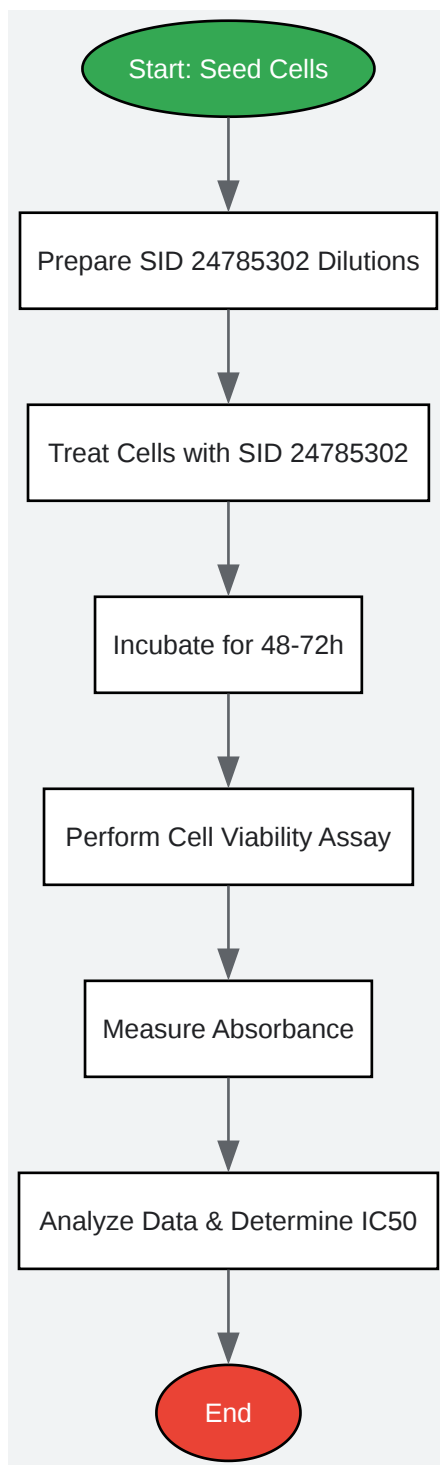 Start: Seed Cells
Prepare SID 24785302 Dilutions
Treat Cells with SID 24785302
Incubate for 48-72h
Perform Cell Viability Assay
Measure Absorbance
Analyze Data & Determine IC50
End